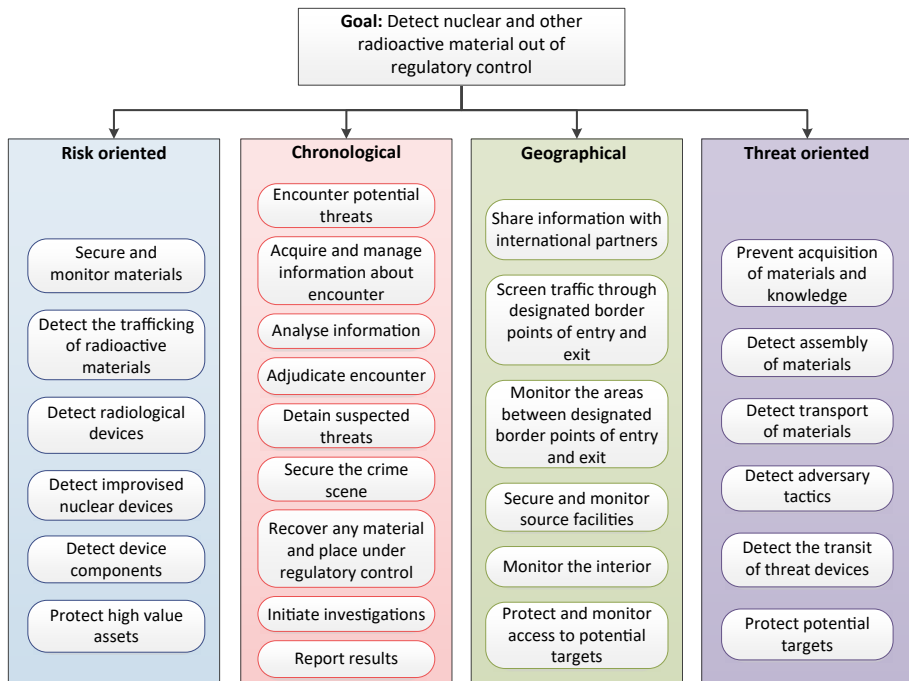 Goal: Detect nuclear and other
radioactive material out of
regulatory control
Risk oriented
Secure and
monitor materials
Detect the trafficking
of radioactive
materials
Detect radiological
devices
Detect improvised
nuclear devices
Detect device
components
Protect high value
assets
Chronological
Encounter potential
threats
Acquire and manage
information about
encounter
Analyse information
Adjudicate encounter
Detain suspected
threats
Secure the crime
scene
Recover any material
and place under
regulatory control
Initiate investigations
Report results
Geographical
Share information with
international partners
Screen traffic through
designated border
points of entry and
exit
Monitor the areas
between designated
border points of entry
and exit
Secure and monitor
source facilities
Monitor the interior
Protect and monitor
access to potential
targets
Threat oriented
Prevent acquisition
of materials and
knowledge
Detect assembly
of materials
Detect transport
of materials
Detect adversary
tactics
Detect the transit
of threat devices
Protect potential
targets